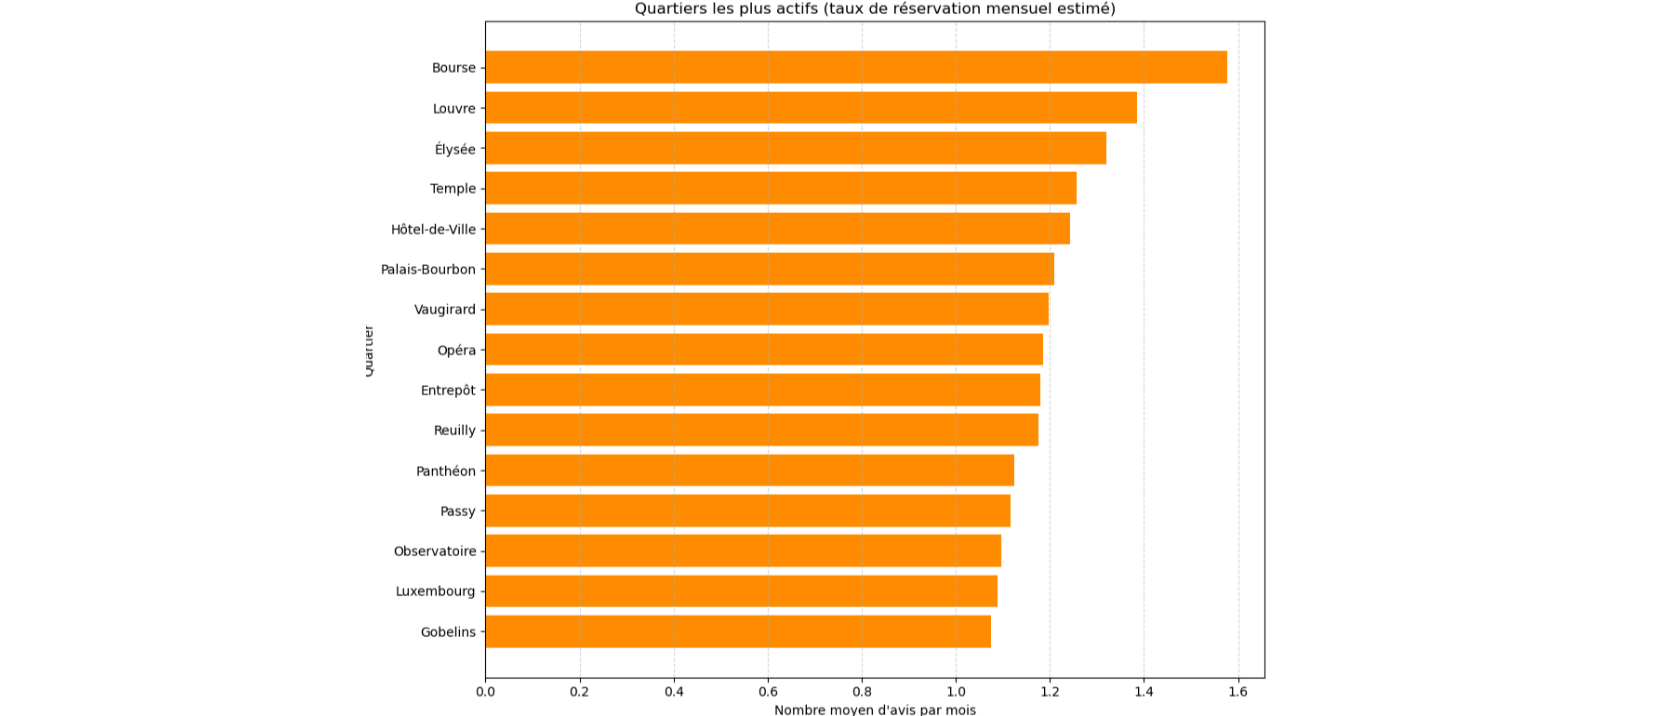 Quartiers les plus actifs (taux de réservation mensuel estimé)
Bourse
Louvre
Élysée
Temple
Hôtel-de-Ville
Palais-Bourbon
Vaugirard
Opéra
Entrepôt
Reuilly
Panthéon
Passy
Observatoire
Luxembourg
Gobelins
Quartier
0.0 0.2 0.4 0.6 0.8 1.0 1.2 1.4 1.6
Nombre moyen d'avis par mois